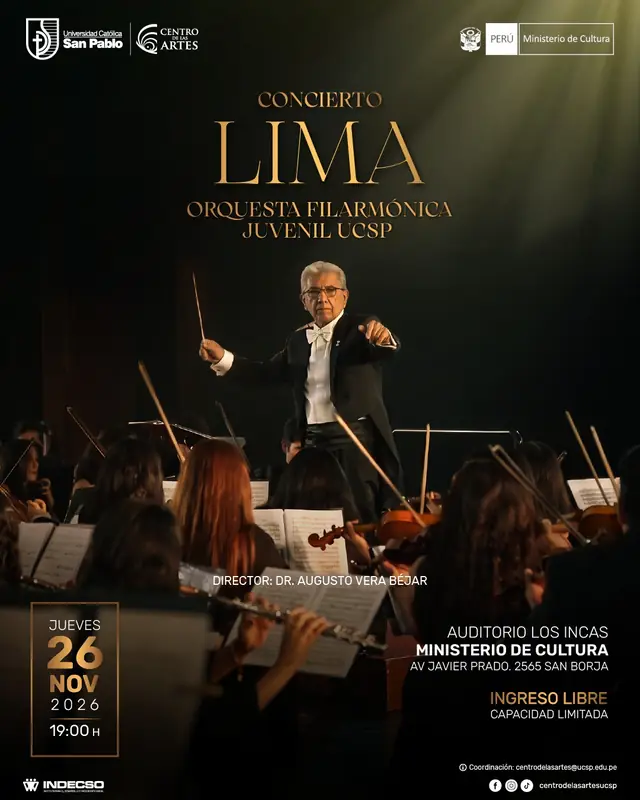 Universidad Católica
San Pablo
CENTRO
DE LAS
ARTES
PERÚ
Ministerio de Cultura
CONCIERTO
LIMA
ORQUESTA FILARMÓNICA
JUVENIL UCSP
DIRECTOR: DR. AUGUSTO VERA BÉJAR
JUEVES
26
NOV
2026
19:00 H
AUDITORIO LOS INCAS
MINISTERIO DE CULTURA
AV JAVIER PRADO. 2565 SAN BORJA
INGRESO LIBRE
CAPACIDAD LIMITADA
Coordinación: centrodelasartes@ucsp.edu.pe
centrodelasartesucsp
INDECSO